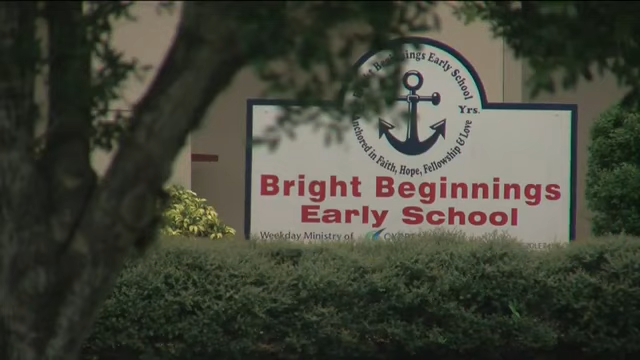 Bright Beginnings Early School
Yrs.
Anchored in Faith, Hope, Fellowship & Love
Bright Beginnings
Early School
Weekday Ministry of